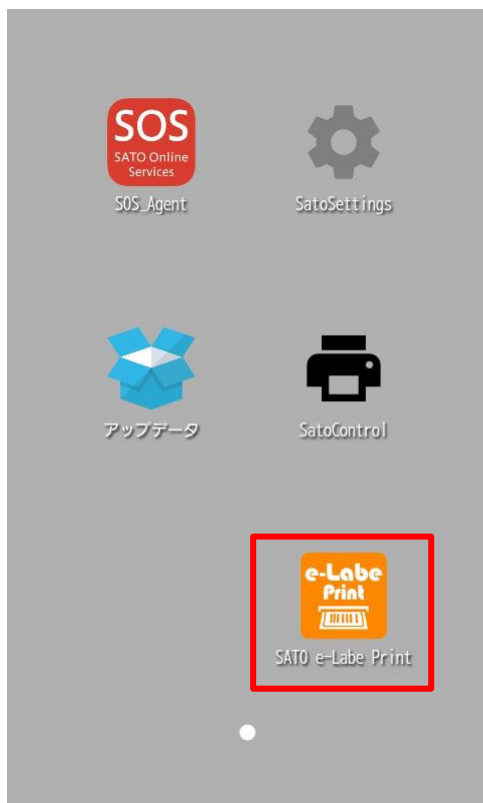 SOS
SATO Online
Services
SOS_Agent
SatoSettings
アップデータ
SatoControl
e-Labe
Print
SATO e-Labe Print